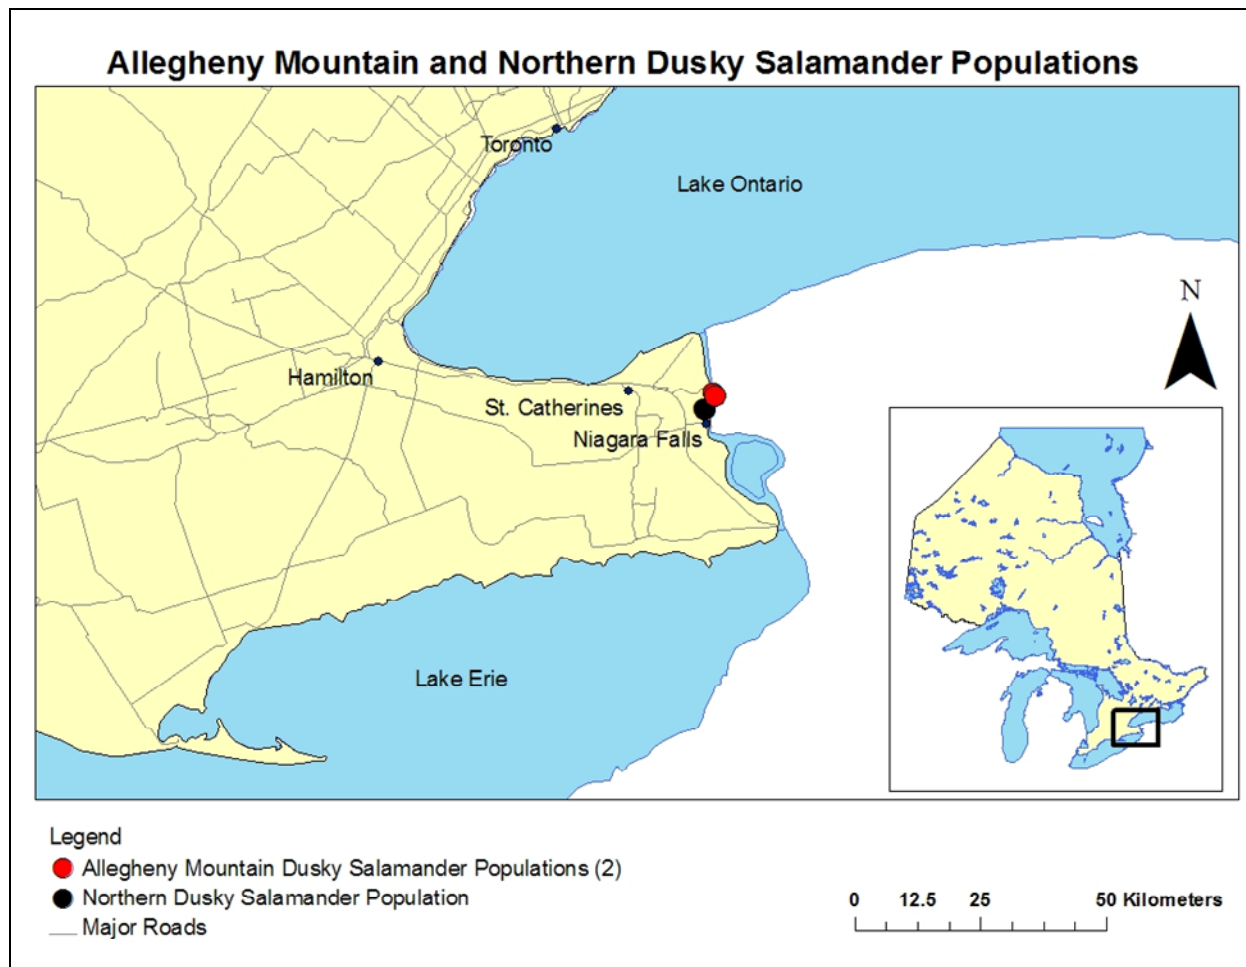 Allegheny Mountain and Northern Dusky Salamander Populations
Toronto
Lake Ontario
N
Hamilton
St. Catherines
Niagara Falls
Lake Erie
Legend
Allegheny Mountain Dusky Salamander Populations (2)
Northern Dusky Salamander Population
Major Roads
0 12.5 25 50 Kilometers